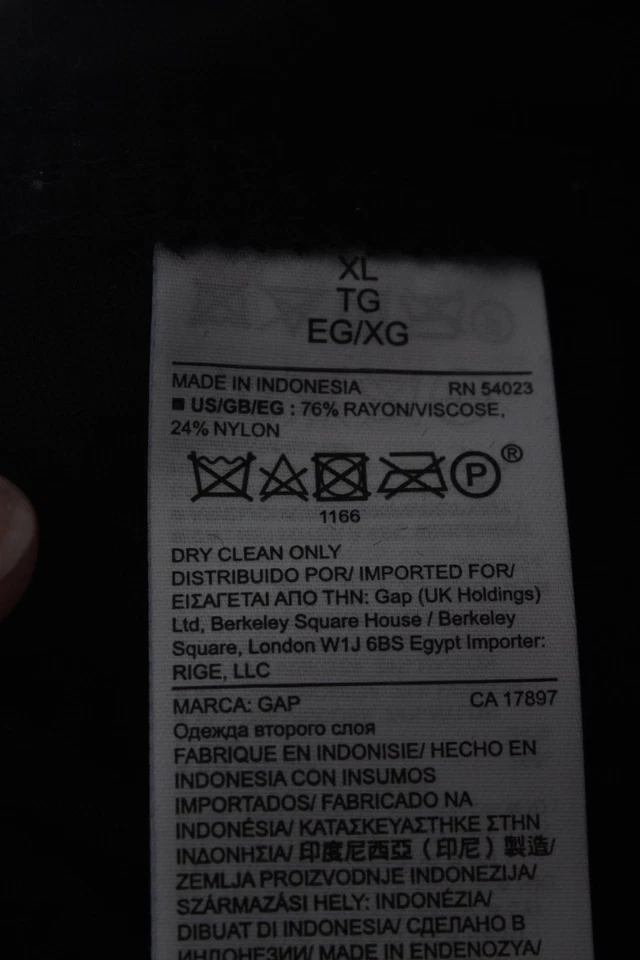 XL
TG
EG/XG
MADE IN INDONESIA RN 54023
■ US/GB/EG : 76% RAYON/VISCOSE,
24% NYLON
P ®
1166
DRY CLEAN ONLY
DISTRIBUIDO POR/ IMPORTED FOR/
ΕΙΣΑΓΕΤΑΙ ΑΠΟ ΤΗΝ: Gap (UK Holdings)
Ltd, Berkeley Square House / Berkeley
Square, London W1J 6BS Egypt Importer:
RIGE, LLC
MARCA: GAP CA 17897
Одежда второго слоя
FABRIQUE EN INDONISIE/ HECHO EN
INDONESIA CON INSUMOS
IMPORTADOS/ FABRICADO NA
INDONÉSIA/ ΚΑΤΑΣΚΕΥΑΣΤΗΚΕ ΣΤΗΝ
ΙΝΔΟΝΗΣΙΑ/ 印度尼西亞（印尼）製造/
ZEMLJA PROIZVODNJE INDONEZIJA/
SZÁRMAZÁSI HELY: INDONÉZIA/
DIBUAT DI INDONESIA/ СДЕЛАНО В
ИНДОНЕЗИИ/ MADE IN ENDENOZYA/